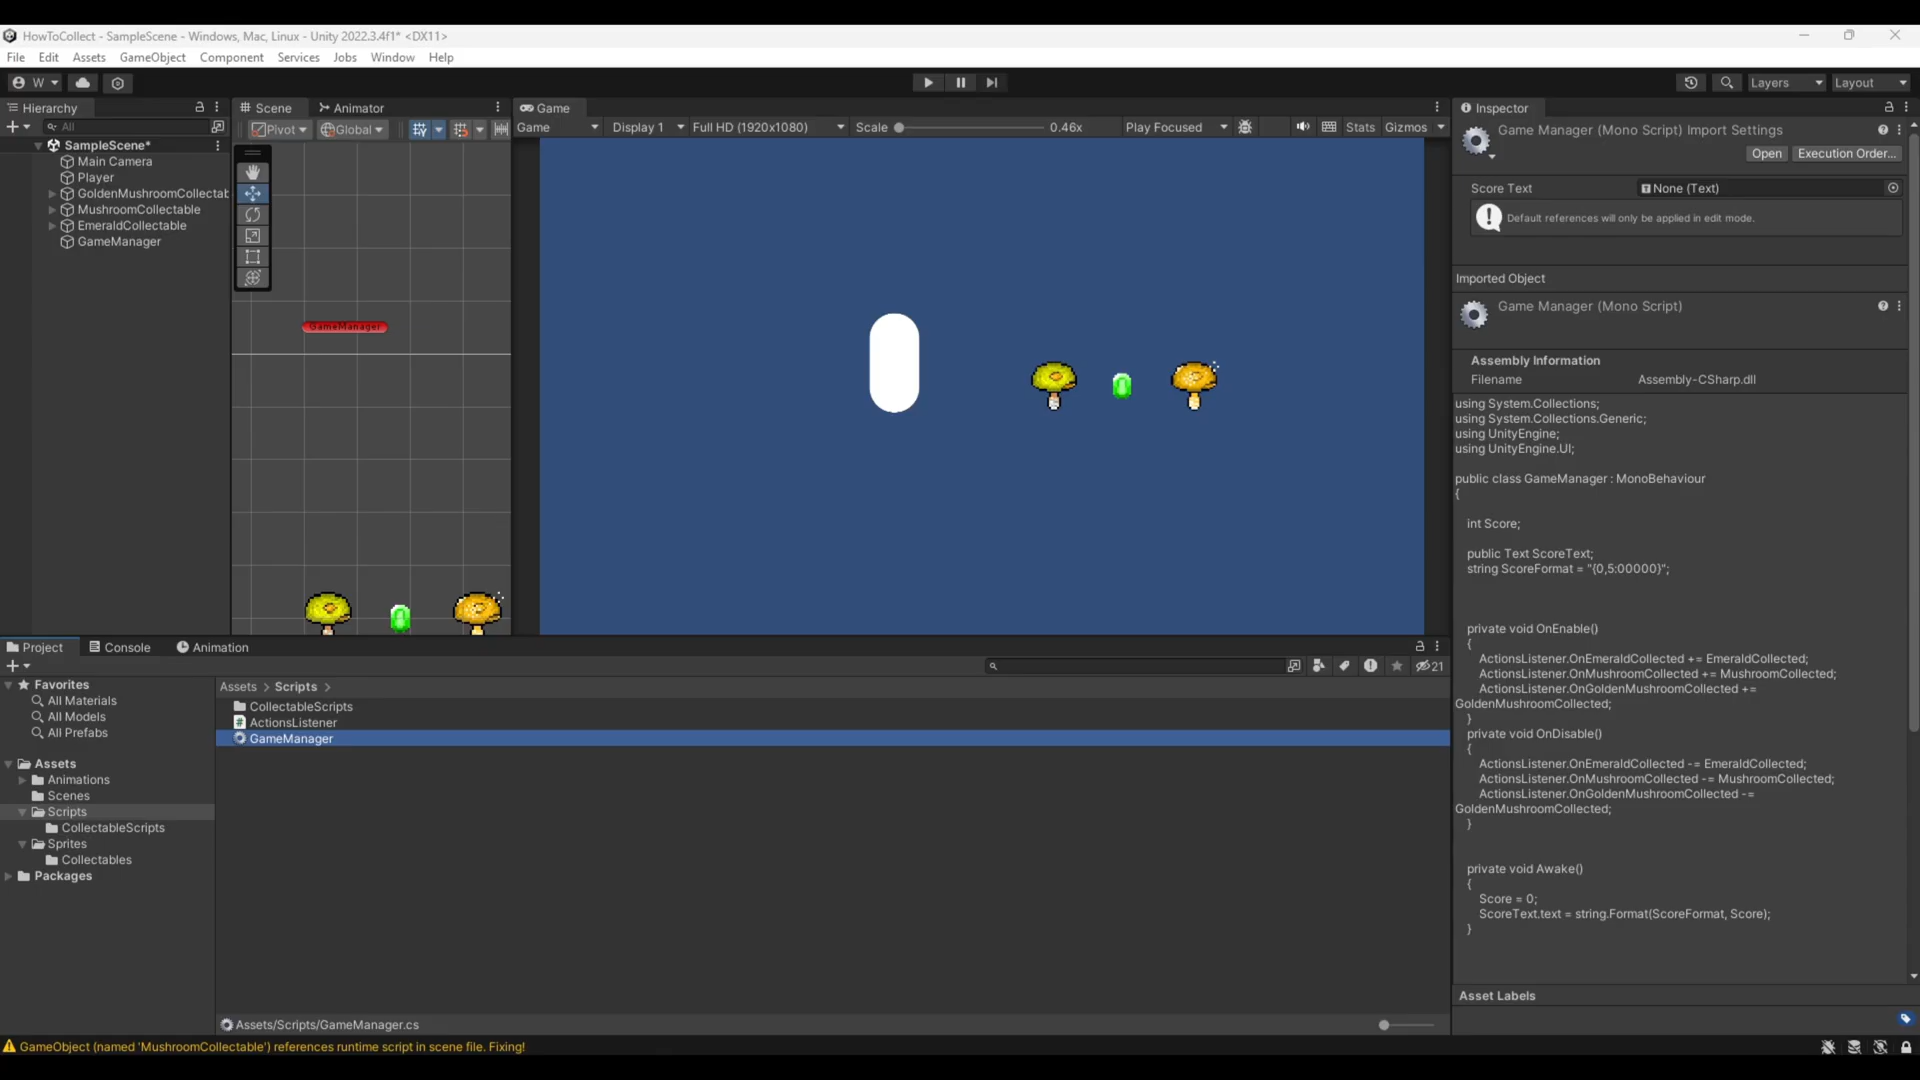 HowToCollect - SampleScene - Windows, Mac, Linux - Unity 2022.3.4f1* <DX11>
File Edit Assets GameObject Component Services Jobs Window Help
W Layers Layout
Hierarchy
All
SampleScene*
Main Camera
Player
GoldenMushroomCollectab
MushroomCollectable
EmeraldCollectable
GameManager
Scene Animator
Pivot Global
GameManager
Game
Game Display 1 Full HD (1920x1080) Scale 0.46x Play Focused Stats Gizmos
Inspector
Game Manager (Mono Script) Import Settings
Open Execution Order...
Score Text None (Text)
Default references will only be applied in edit mode.
Imported Object
Game Manager (Mono Script)
Assembly Information
Filename Assembly-CSharp.dll
using System.Collections;
using System.Collections.Generic;
using UnityEngine;
using UnityEngine.UI;
public class GameManager : MonoBehaviour
{
int Score;
public Text ScoreText;
string ScoreFormat = "{0,5:00000}";
private void OnEnable()
{
ActionsListener.OnEmeraldCollected += EmeraldCollected;
ActionsListener.OnMushroomCollected += MushroomCollected;
ActionsListener.OnGoldenMushroomCollected +=
GoldenMushroomCollected;
}
private void OnDisable()
{
ActionsListener.OnEmeraldCollected -= EmeraldCollected;
ActionsListener.OnMushroomCollected -= MushroomCollected;
ActionsListener.OnGoldenMushroomCollected -=
GoldenMushroomCollected;
}
private void Awake()
{
Score = 0;
ScoreText.text = string.Format(ScoreFormat, Score);
}
Asset Labels
Project Console Animation
21
Favorites
All Materials
All Models
All Prefabs
Assets
Animations
Scenes
Scripts
CollectableScripts
Sprites
Collectables
Packages
Assets > Scripts >
CollectableScripts
ActionsListener
GameManager
Assets/Scripts/GameManager.cs
GameObject (named 'MushroomCollectable') references runtime script in scene file. Fixing!